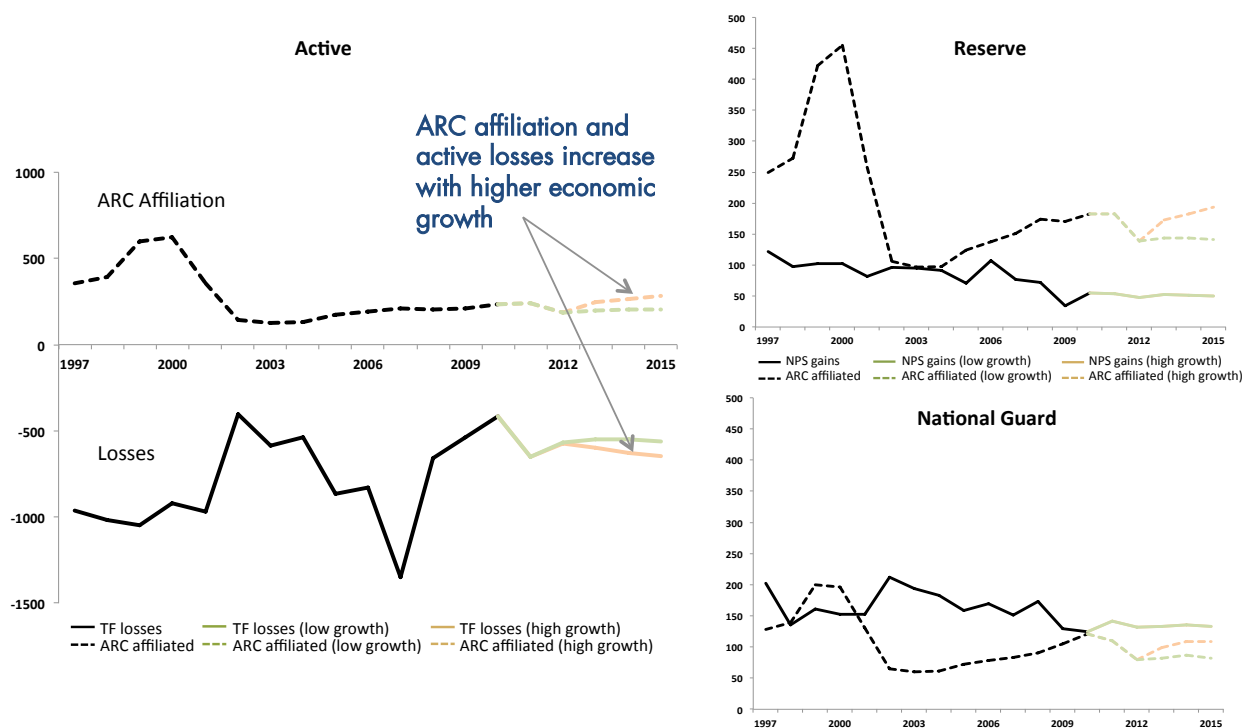 Active
ARC affiliation and
active losses increase
with higher economic
growth
1000
500
0
-500
-1000
-1500
ARC Affiliation
1997 2000 2003 2006 2009 2012 2015
Losses
TF losses TF losses (low growth) TF losses (high growth)
ARC affiliated ARC affiliated (low growth) ARC affiliated (high growth)
Reserve
500
450
400
350
300
250
200
150
100
50
0
1997 2000 2003 2006 2009 2012 2015
NPS gains NPS gains (low growth) NPS gains (high growth)
ARC affiliated ARC affiliated (low growth) ARC affiliated (high growth)
National Guard
500
450
400
350
300
250
200
150
100
50
0
1997 2000 2003 2006 2009 2012 2015